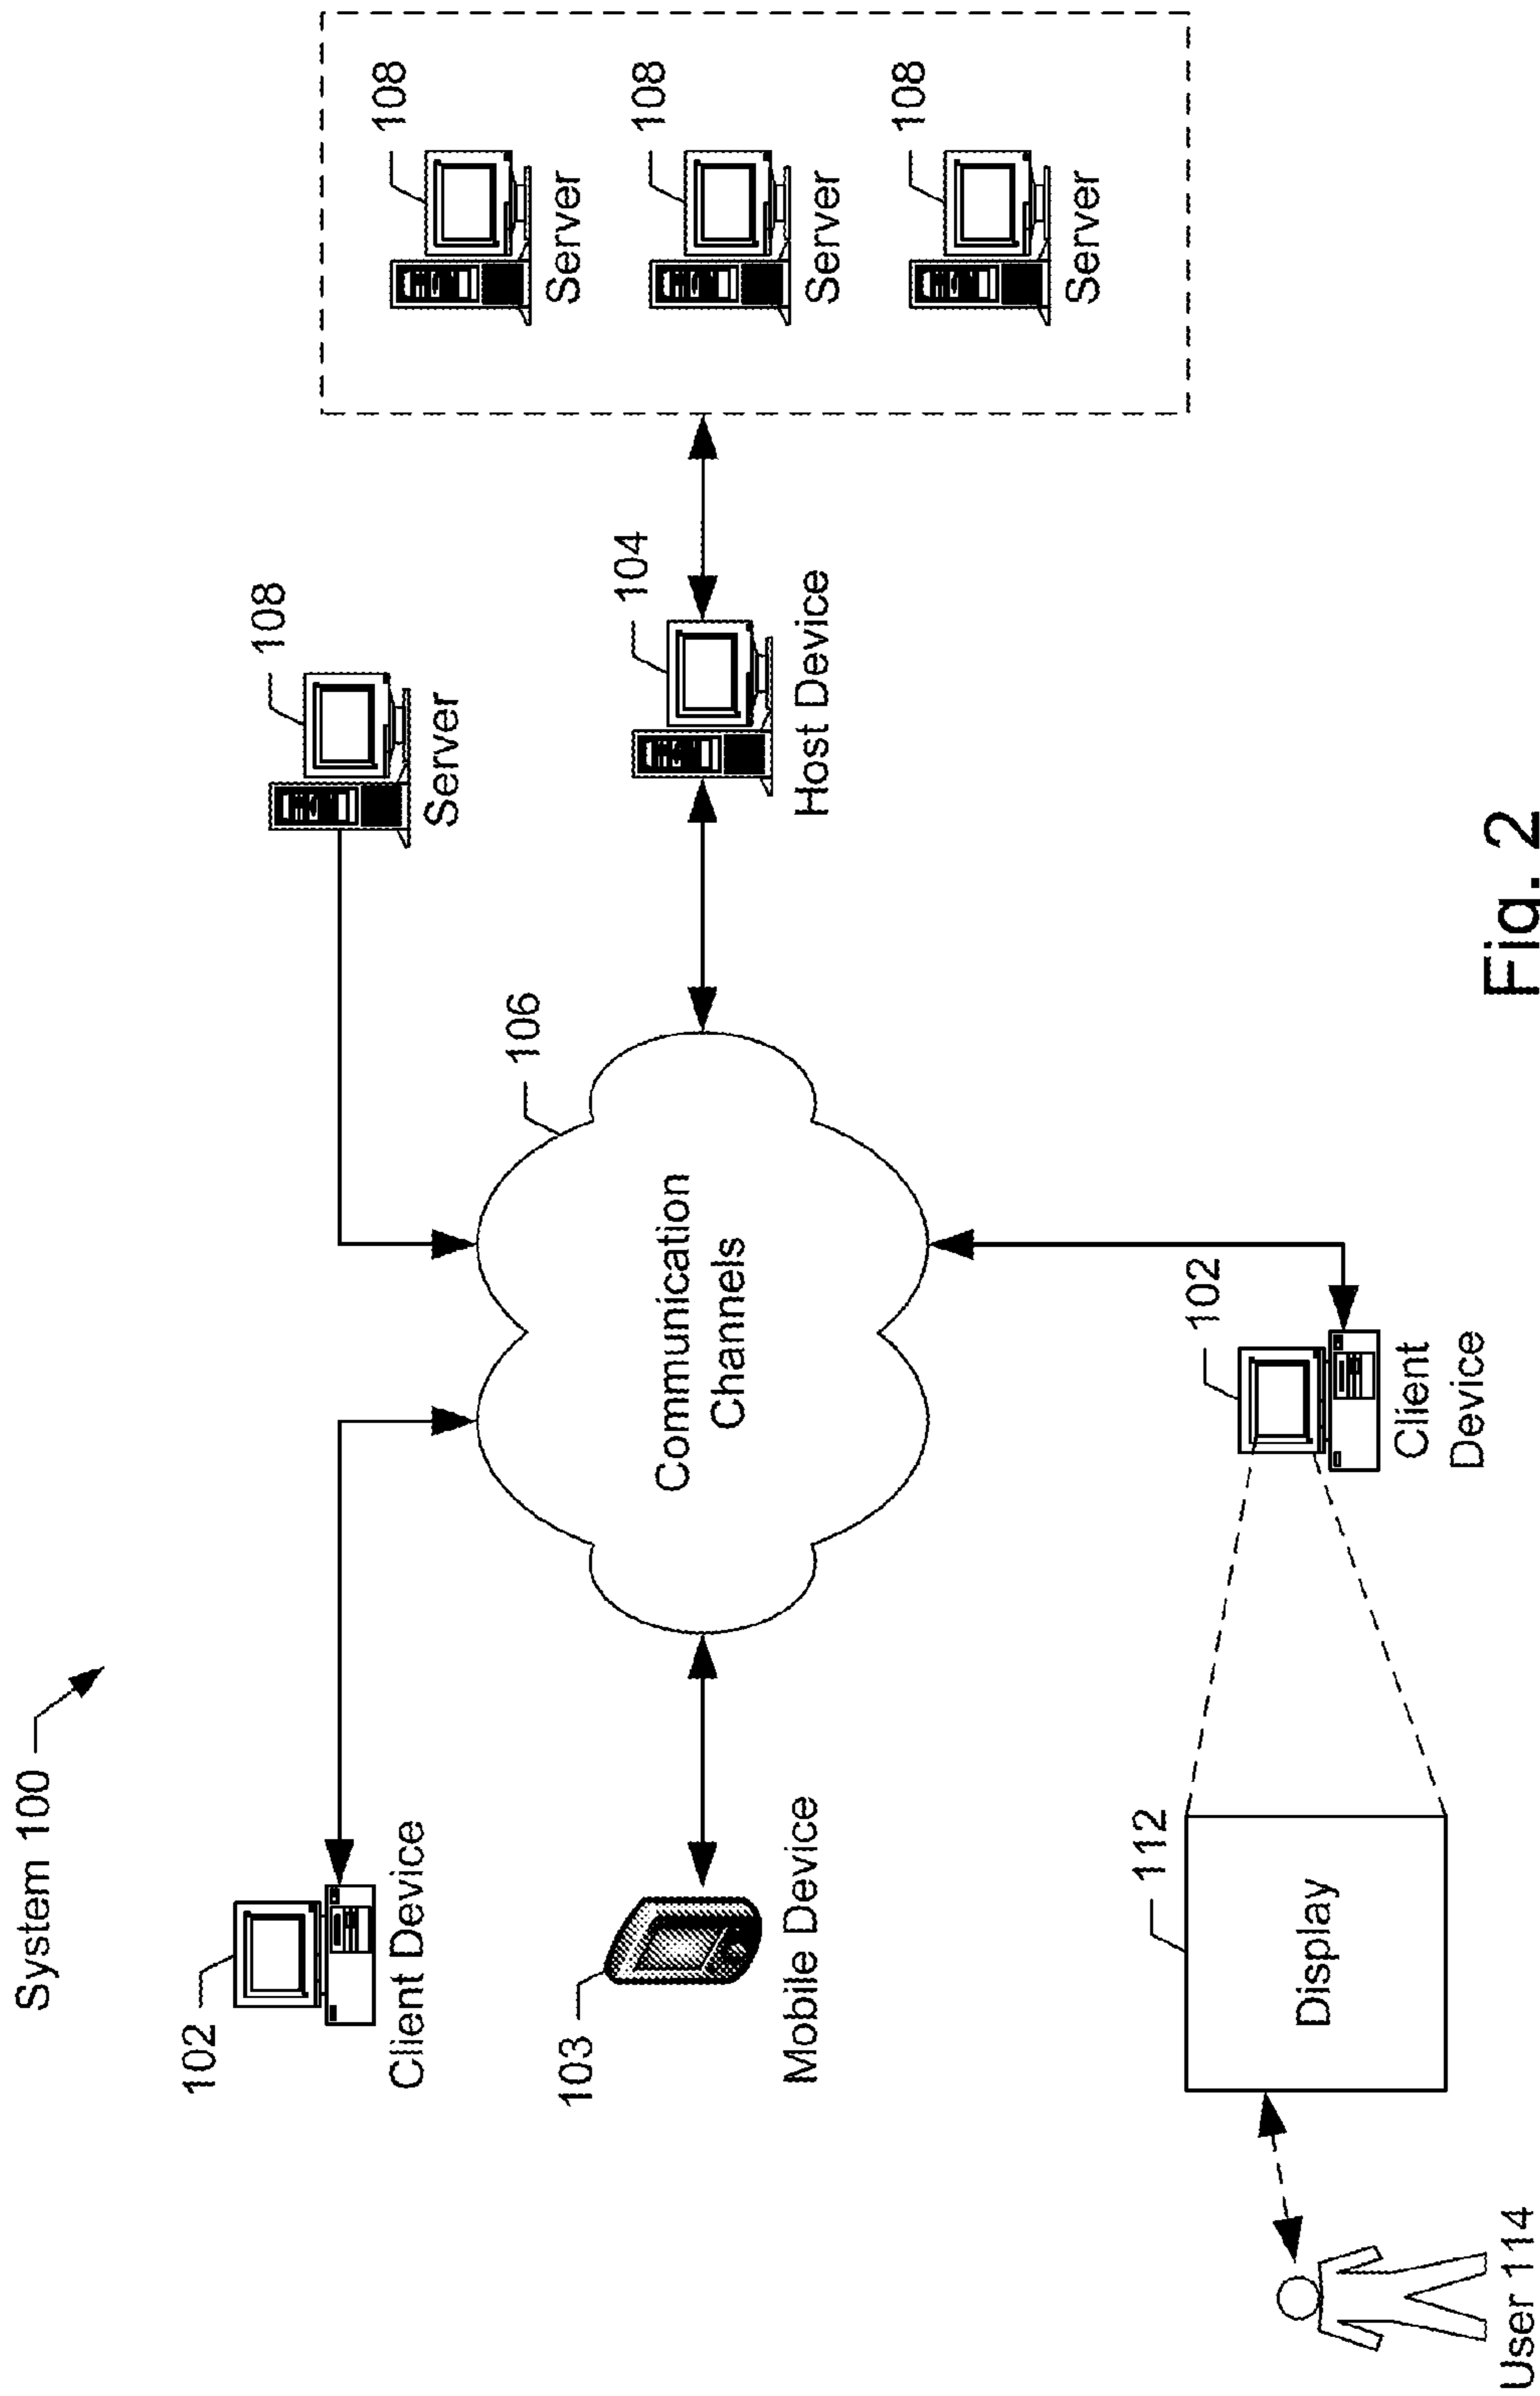 System 100
102
Client Device
108
Server
108
Server
106
104
Host Device
108
Server
103
Mobile Device
Communication
Channels
108
Server
112
Display
102
Client
Device
User 114
Fig. 2